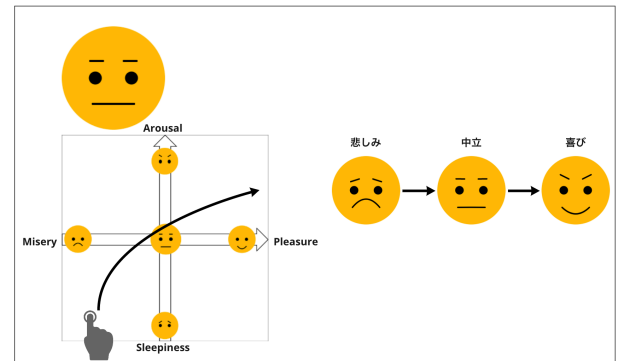 Arousal
悲しみ
中立
喜び
Misery
Pleasure
Sleepiness